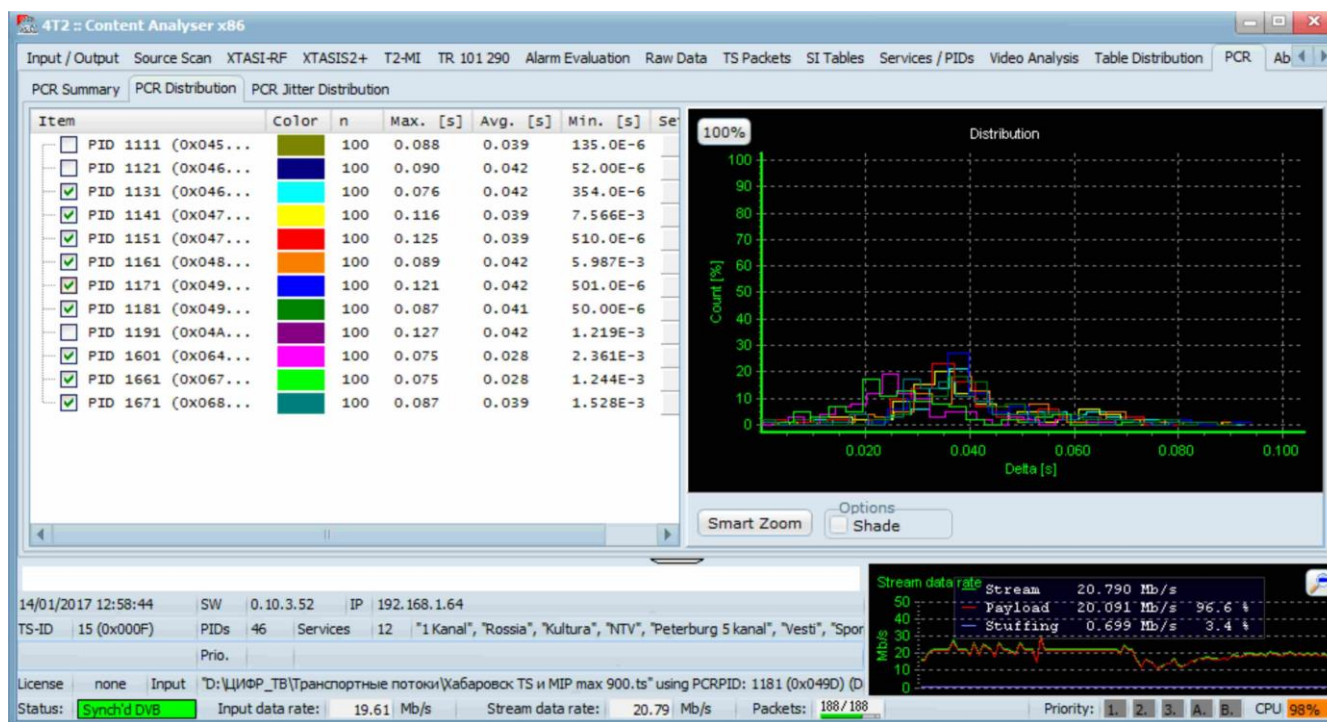 4T2 :: Content Analyser x86
Input / Output Source Scan XTASI-RF XTASIS2+ T2-MI TR 101 290 Alarm Evaluation Raw Data TS Packets SI Tables Services / PIDs Video Analysis Table Distribution PCR Ab
PCR Summary PCR Distribution PCR Jitter Distribution
Item Color n Max. [s] Avg. [s] Min. [s] Se
PID 1111 (0x045... 100 0.088 0.039 135.0E-6
PID 1121 (0x046... 100 0.090 0.042 52.00E-6
PID 1131 (0x046... 100 0.076 0.042 354.0E-6
PID 1141 (0x047... 100 0.116 0.039 7.566E-3
PID 1151 (0x047... 100 0.125 0.039 510.0E-6
PID 1161 (0x048... 100 0.089 0.042 5.987E-3
PID 1171 (0x049... 100 0.121 0.042 501.0E-6
PID 1181 (0x049... 100 0.087 0.041 50.00E-6
PID 1191 (0x04A... 100 0.127 0.042 1.219E-3
PID 1601 (0x064... 100 0.075 0.028 2.361E-3
PID 1661 (0x067... 100 0.075 0.028 1.244E-3
PID 1671 (0x068... 100 0.087 0.039 1.528E-3
100%
Distribution
Count [%]
100
90
80
70
60
50
40
30
20
10
0
0.020 0.040 0.060 0.080 0.100
Delta [s]
Smart Zoom
Options
Shade
14/01/2017 12:58:44 SW 0.10.3.52 IP 192.168.1.64
TS-ID 15 (0x000F) PIDs 46 Services 12 "1 Kanal", "Rossia", "Kultura", "NTV", "Peterburg 5 kanal", "Vesti", "Spor
Prio.
License none Input "D:\ЦИФР_ТВ\Транспортные потоки\Хабаровск TS и MIP max 900.ts" using PCRPID: 1181 (0x049D) (D
Stream data rate
Mb/s
50
40
30
20
10
0
Stream 20.790 Mb/s
Payload 20.091 Mb/s 96.6 %
Stuffing 0.699 Mb/s 3.4 %
Status: Synch'd DVB Input data rate: 19.61 Mb/s Stream data rate: 20.79 Mb/s Packets: 188/188 Priority: 1. 2. 3. A. B. CPU 98%